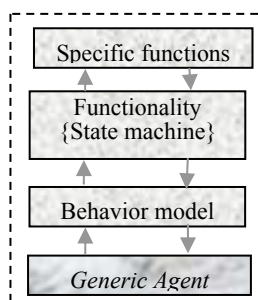 Specific functions
Functionality
{State machine}
Behavior model
Generic Agent